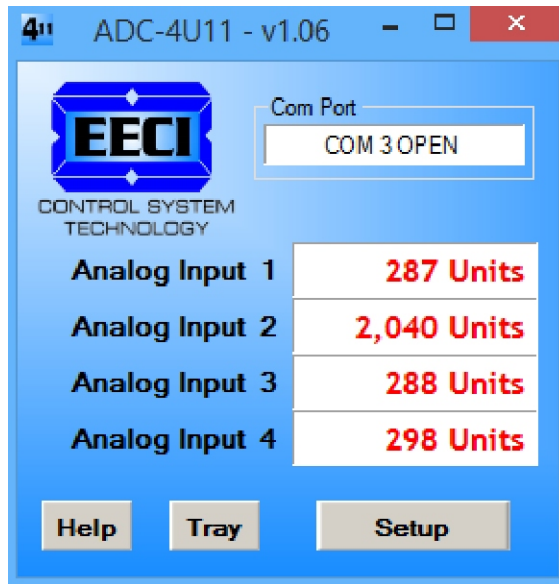 4¹¹ ADC-4U11 - v1.06
EECI
CONTROL SYSTEM
TECHNOLOGY
Com Port
COM 3 OPEN
Analog Input 1 287 Units
Analog Input 2 2,040 Units
Analog Input 3 288 Units
Analog Input 4 298 Units
Help Tray Setup